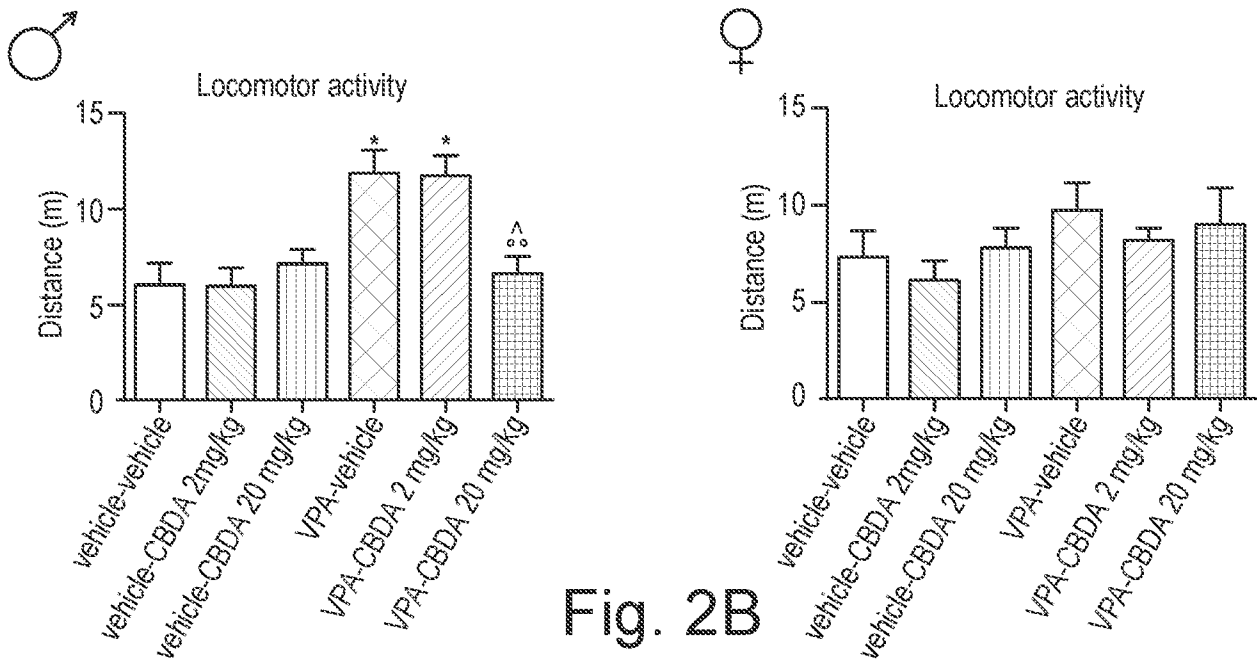 ♂
Locomotor activity
Distance (m)
15
10
5
0
*
*
^
°°
vehicle-vehicle
vehicle-CBDA 2mg/kg
vehicle-CBDA 20 mg/kg
VPA-vehicle
VPA-CBDA 2 mg/kg
VPA-CBDA 20 mg/kg
♀
Locomotor activity
Distance (m)
15
10
5
0
vehicle-vehicle
vehicle-CBDA 2mg/kg
vehicle-CBDA 20 mg/kg
VPA-vehicle
VPA-CBDA 2 mg/kg
VPA-CBDA 20 mg/kg
Fig. 2B